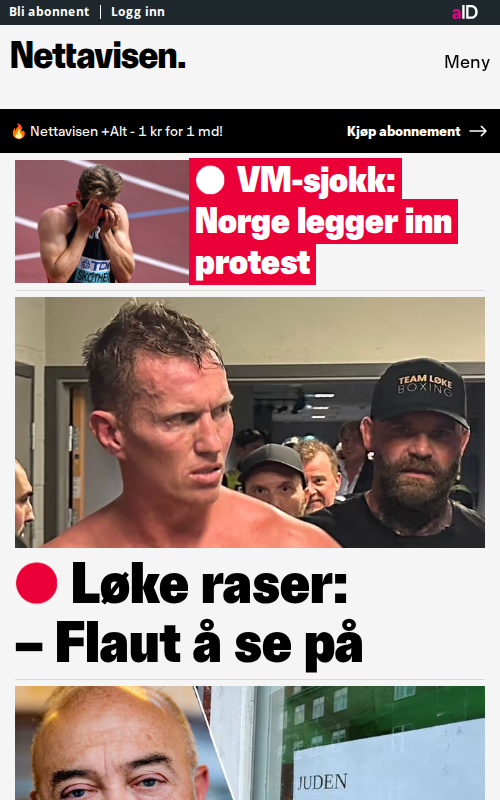 Bli abonnent | Logg inn
aID
Nettavisen.
Meny
Nettavisen +Alt - 1 kr for 1 md!
Kjøp abonnement
VM-sjokk:
Norge legger inn
protest
TDK
TEAM LØKE
BOXING
Løke raser:
– Flaut å se på
JUDEN